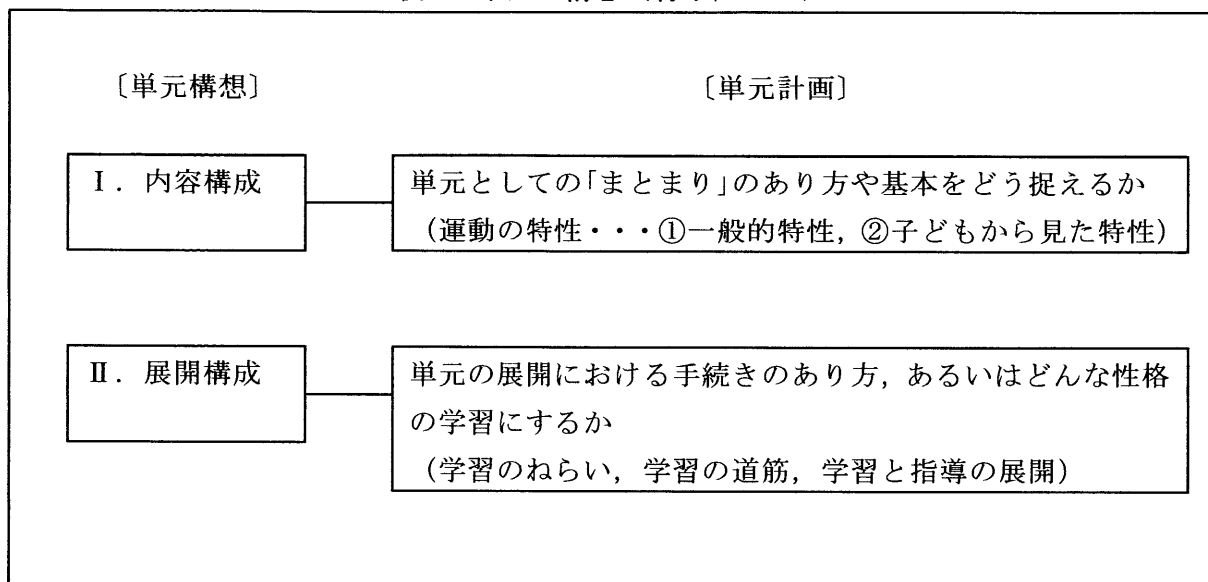 〔単元構想〕
〔単元計画〕
Ⅰ．内容構成
単元としての「まとまり」のあり方や基本をどう捉えるか
（運動の特性・・・①一般的特性，②子どもから見た特性）
Ⅱ．展開構成
単元の展開における手続きのあり方，あるいはどんな性格
の学習にするか
（学習のねらい，学習の道筋，学習と指導の展開）